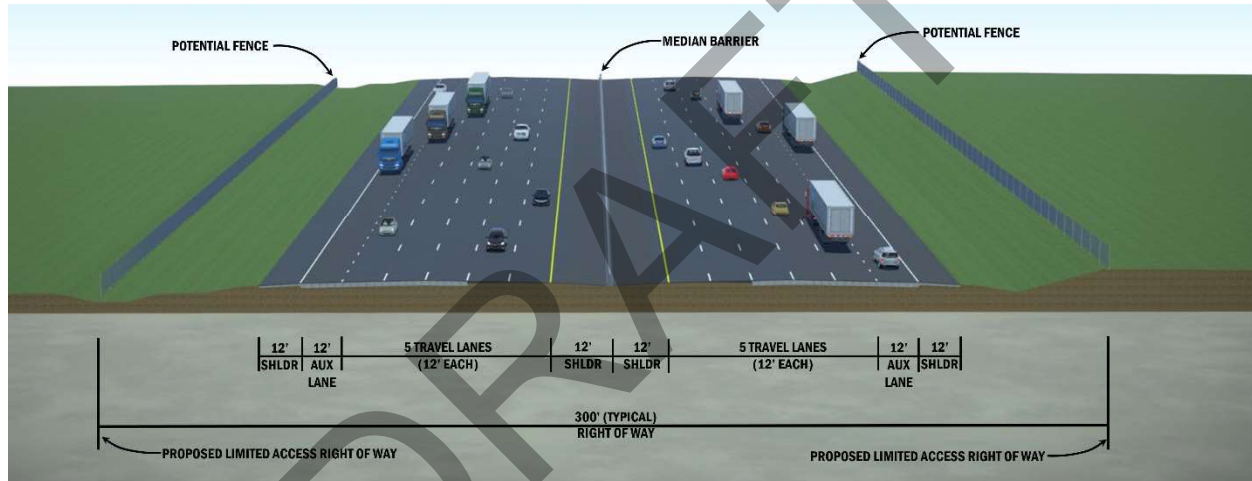 POTENTIAL FENCE
MEDIAN BARRIER
POTENTIAL FENCE
DRAFT
12'
SHLDR
12'
AUX
LANE
5 TRAVEL LANES
(12' EACH)
12'
SHLDR
12'
SHLDR
5 TRAVEL LANES
(12' EACH)
12'
AUX
LANE
12'
SHLDR
300' (TYPICAL)
RIGHT OF WAY
PROPOSED LIMITED ACCESS RIGHT OF WAY
PROPOSED LIMITED ACCESS RIGHT OF WAY